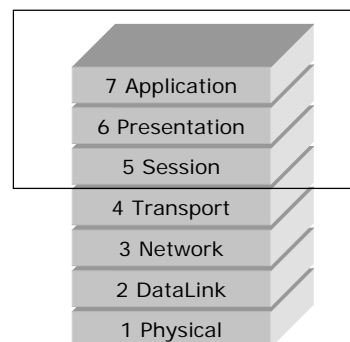 7 Application
6 Presentation
5 Session
4 Transport
3 Network
2 DataLink
1 Physical